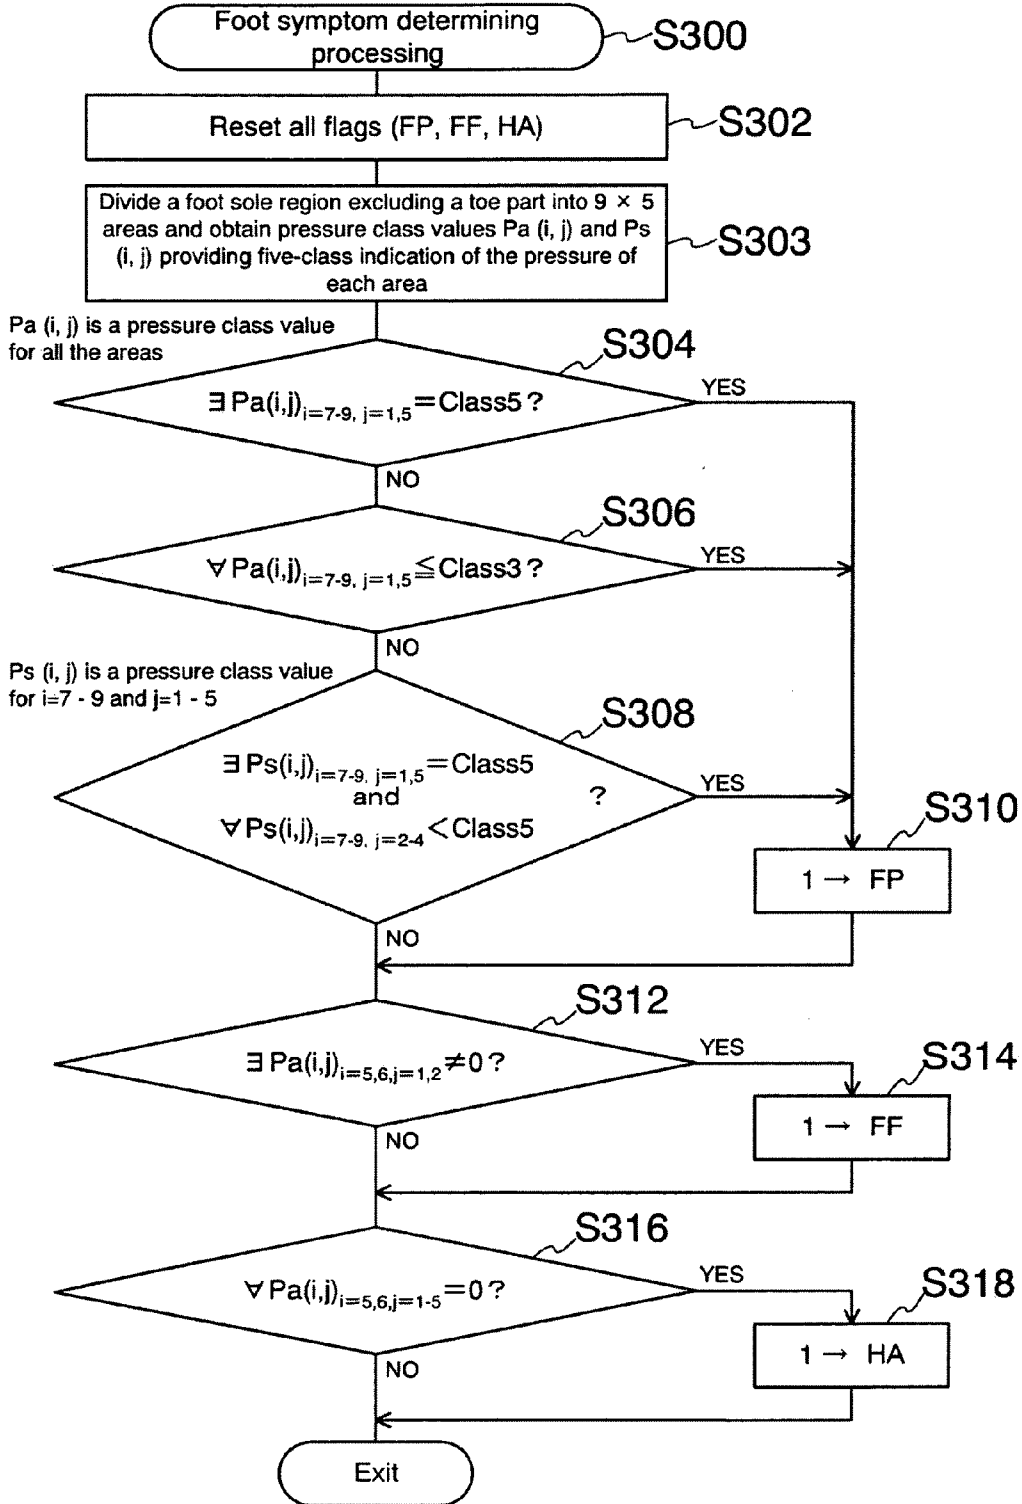 Foot symptom determining
processing
S300
Reset all flags (FP, FF, HA)
S302
Divide a foot sole region excluding a toe part into 9 × 5
areas and obtain pressure class values Pa (i, j) and Ps
(i, j) providing five-class indication of the pressure of
each area
S303
Pa (i, j) is a pressure class value
for all the areas
S304
∃ Pa(i,j)i=7-9, j=1,5 = Class5 ?
YES
NO
S306
∀ Pa(i,j)i=7-9, j=1,5 ≦ Class3 ?
YES
NO
Ps (i, j) is a pressure class value
for i=7 - 9 and j=1 - 5
S308
∃ Ps(i,j)i=7-9, j=1,5 = Class5
and
?
∀ Ps(i,j)i=7-9, j=2-4 < Class5
YES
NO
S310
1 → FP
S312
∃ Pa(i,j)i=5,6,j=1,2 ≠ 0 ?
YES
NO
S314
1 → FF
S316
∀ Pa(i,j)i=5,6,j=1-5 = 0 ?
YES
NO
S318
1 → HA
Exit